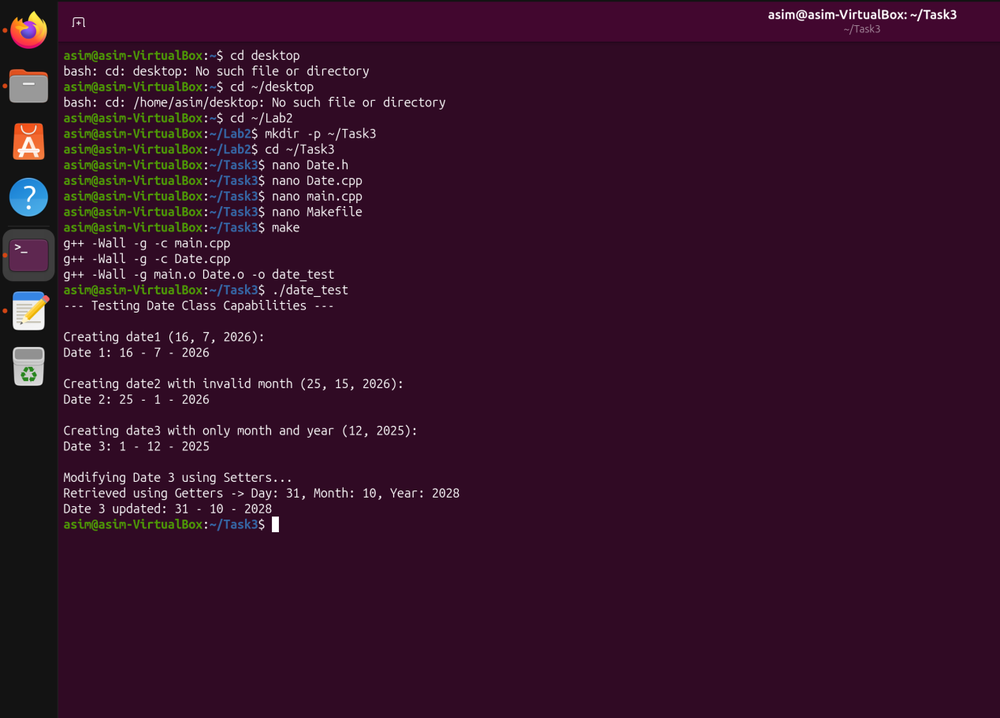 asim@asim-VirtualBox: ~/Task3
~/Task3
asim@asim-VirtualBox:~$ cd desktop
bash: cd: desktop: No such file or directory
asim@asim-VirtualBox:~$ cd ~/desktop
bash: cd: /home/asim/desktop: No such file or directory
asim@asim-VirtualBox:~$ cd ~/Lab2
asim@asim-VirtualBox:~/Lab2$ mkdir -p ~/Task3
asim@asim-VirtualBox:~/Lab2$ cd ~/Task3
asim@asim-VirtualBox:~/Task3$ nano Date.h
asim@asim-VirtualBox:~/Task3$ nano Date.cpp
asim@asim-VirtualBox:~/Task3$ nano main.cpp
asim@asim-VirtualBox:~/Task3$ nano Makefile
asim@asim-VirtualBox:~/Task3$ make
g++ -Wall -g -c main.cpp
g++ -Wall -g -c Date.cpp
g++ -Wall -g main.o Date.o -o date_test
asim@asim-VirtualBox:~/Task3$ ./date_test
--- Testing Date Class Capabilities ---
Creating date1 (16, 7, 2026):
Date 1: 16 - 7 - 2026
Creating date2 with invalid month (25, 15, 2026):
Date 2: 25 - 1 - 2026
Creating date3 with only month and year (12, 2025):
Date 3: 1 - 12 - 2025
Modifying Date 3 using Setters...
Retrieved using Getters -> Day: 31, Month: 10, Year: 2028
Date 3 updated: 31 - 10 - 2028
asim@asim-VirtualBox:~/Task3$